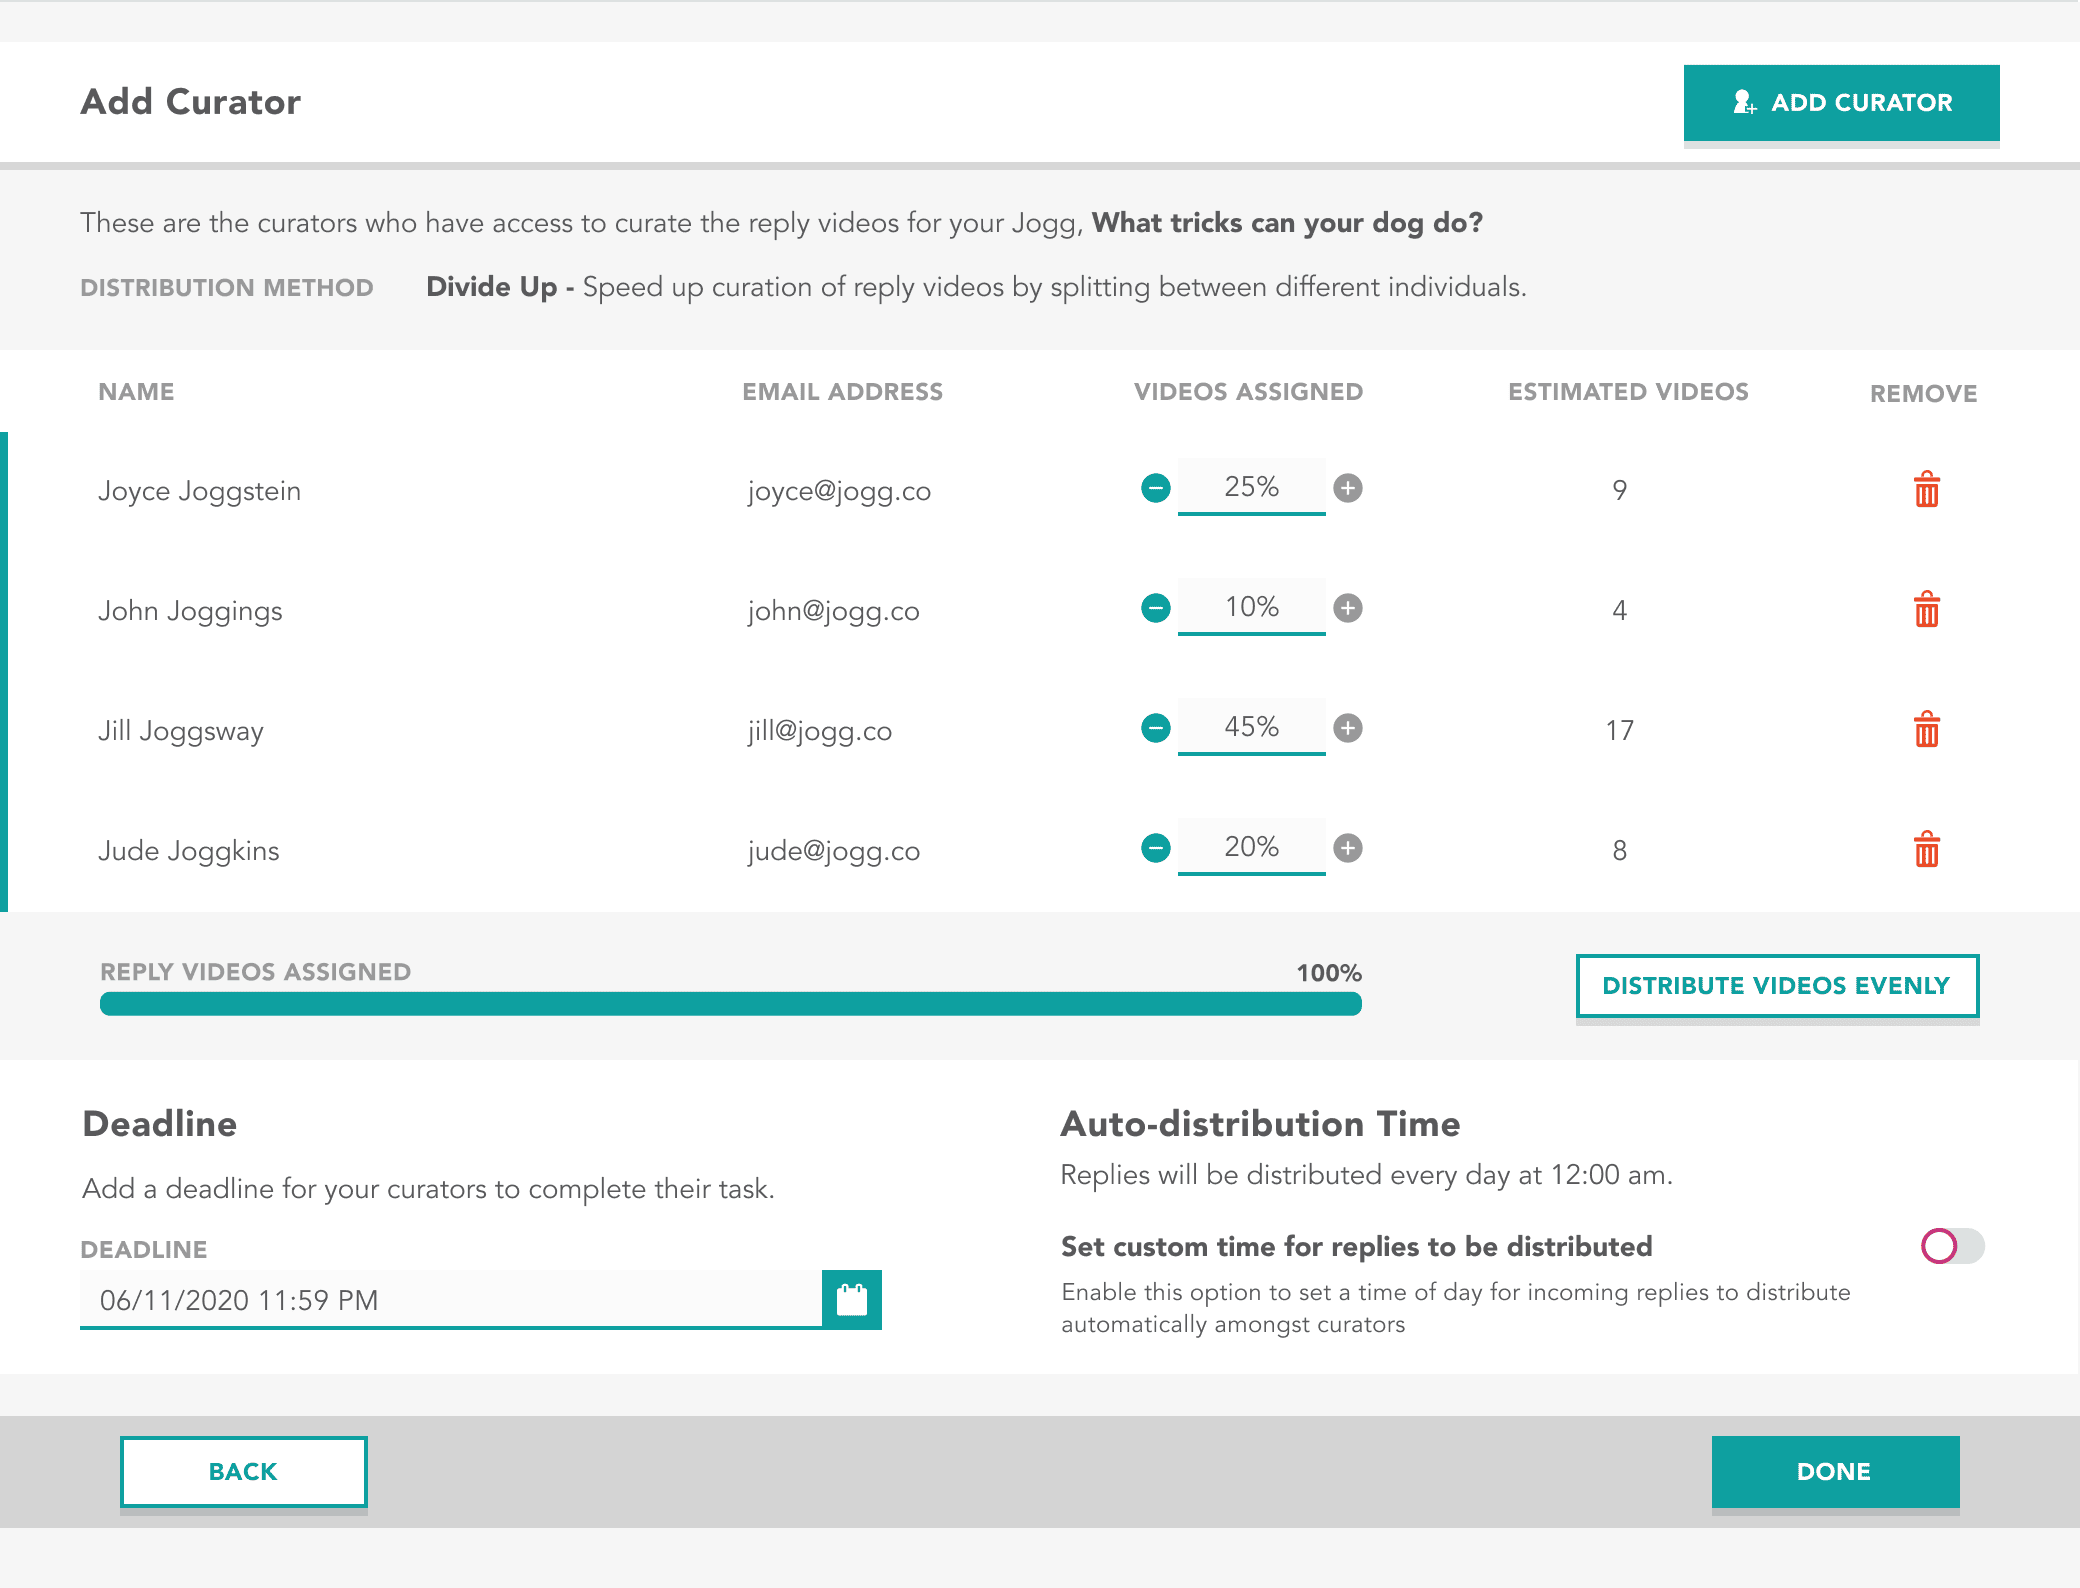 Add Curator
ADD CURATOR
These are the curators who have access to curate the reply videos for your Jogg, What tricks can your dog do?
DISTRIBUTION METHOD Divide Up - Speed up curation of reply videos by splitting between different individuals.
NAME EMAIL ADDRESS VIDEOS ASSIGNED ESTIMATED VIDEOS REMOVE
Joyce Joggstein joyce@jogg.co 25% 9
John Joggings john@jogg.co 10% 4
Jill Joggsway jill@jogg.co 45% 17
Jude Joggkins jude@jogg.co 20% 8
REPLY VIDEOS ASSIGNED 100%
DISTRIBUTE VIDEOS EVENLY
Deadline
Add a deadline for your curators to complete their task.
DEADLINE
06/11/2020 11:59 PM
Auto-distribution Time
Replies will be distributed every day at 12:00 am.
Set custom time for replies to be distributed
Enable this option to set a time of day for incoming replies to distribute
automatically amongst curators
BACK
DONE